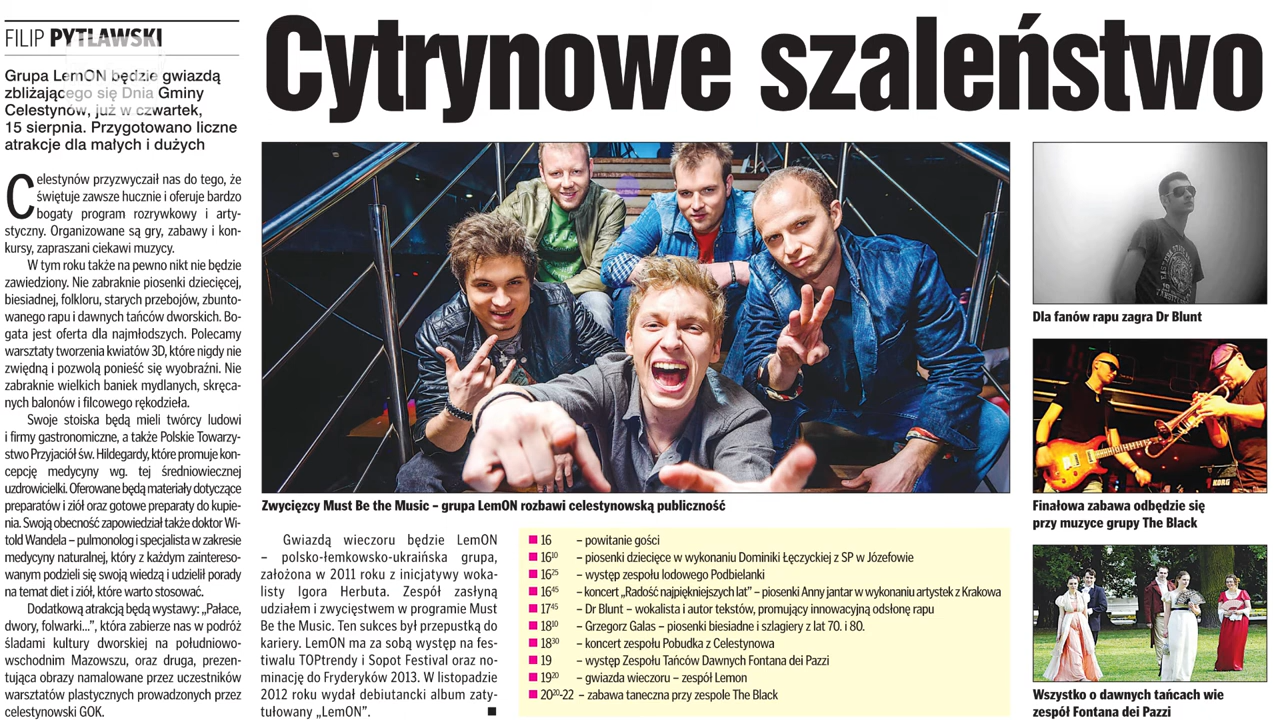 FILIP PYTLAWSKI
Cytrynowe szaleństwo
Grupa LemON będzie gwiazdą
zbliżającego się Dnia Gminy
Celestynów, już w czwartek,
15 sierpnia. Przygotowano liczne
atrakcje dla małych i dużych
Celestynów przyzwyczaił nas do tego, że
świętuje zawsze hucznie i oferuje bardzo
bogaty program rozrywkowy i arty-
styczny. Organizowane są gry, zabawy i kon-
kursy, zapraszani ciekawi muzycy.
W tym roku także na pewno nikt nie będzie
zawiedziony. Nie zabraknie piosenki dziecięcej,
biesiadnej, folkloru, starych przebojów, zbunto-
wanego rapu i dawnych tańców dworskich. Bo-
gata jest oferta dla najmłodszych. Polecamy
warsztaty tworzenia kwiatów 3D, które nigdy nie
zwiędną i pozwolą ponieść się wyobraźni. Nie
zabraknie wielkich baniek mydlanych, skręca-
nych balonów i filcowego rękodzieła.
Swoje stoiska będą mieli twórcy ludowi
i firmy gastronomiczne, a także Polskie Towarzy-
stwo Przyjaciół św. Hildegardy, które promuje kon-
cepcję medycyny wg. tej średniowiecznej
uzdrowicielki. Oferowane będą materiały dotyczące
preparatów i ziół oraz gotowe preparaty do kupie-
nia. Swoją obecność zapowiedział także doktor Wi-
told Wandela – pulmonolog i specjalista w zakresie
medycyny naturalnej, który z każdym zaintereso-
wanym podzieli się swoją wiedzą i udzielił porady
na temat diet i ziół, które warto stosować.
Dodatkową atrakcją będą wystawy: „Pałace,
dwory, folwarki...”, która zabierze nas w podróż
śladami kultury dworskiej na południowo-
wschodnim Mazowszu, oraz druga, prezen-
tująca obrazy namalowane przez uczestników
warsztatów plastycznych prowadzonych przez
celestynowski GOK.
Zwycięzcy Must Be the Music – grupa LemON rozbawi celestynowską publiczność
Gwiazdą wieczoru będzie LemON
– polsko-łemkowsko-ukraińska grupa,
założona w 2011 roku z inicjatywy woka-
listy Igora Herbuta. Zespół zasłyną
udziałem i zwycięstwem w programie Must
Be the Music. Ten sukces był przepustką do
kariery. LemON ma za sobą występ na fes-
tiwalu TOPtrendy i Sopot Festival oraz no-
minację do Fryderyków 2013. W listopadzie
2012 roku wydał debiutancki album zaty-
tułowany „LemON”.
16 – powitanie gości
16¹⁰ – piosenki dziecięce w wykonaniu Dominiki Łęczyckiej z SP w Józefowie
16²⁵ – występ zespołu lodowego Podbielanki
16⁴⁵ – koncert „Radość najpiękniejszych lat” – piosenki Anny jantar w wykonaniu artystek z Krakowa
17⁴⁵ – Dr Blunt – wokalista i autor tekstów, promujący innowacyjną odsłonę rapu
18¹⁰ – Grzegorz Galas – piosenki biesiadne i szlagiery z lat 70. i 80.
18³⁰ – koncert zespołu Pobudka z Celestynowa
19 – występ Zespołu Tańców Dawnych Fontana dei Pazzi
19²⁰ – gwiazda wieczoru – zespół Lemon
20²⁰-22 – zabawa taneczna przy zespole The Black
Dla fanów rapu zagra Dr Blunt
KORG
Finałowa zabawa odbędzie się
przy muzyce grupy The Black
Wszystko o dawnych tańcach wie
zespół Fontana dei Pazzi